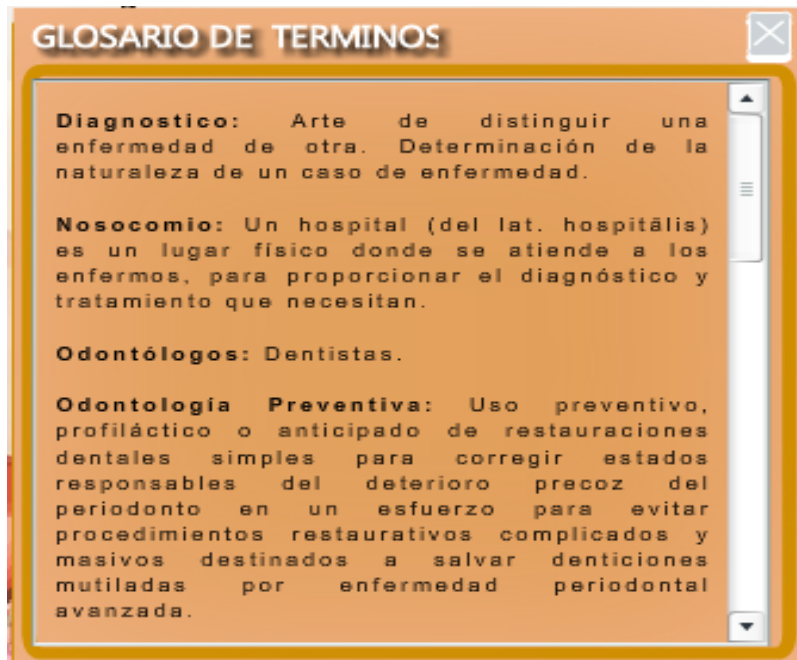 GLOSARIO DE TERMINOS
Diagnostico: Arte de distinguir una
enfermedad de otra. Determinación de la
naturaleza de un caso de enfermedad.
Nosocomio: Un hospital (del lat. hospitālis)
es un lugar físico donde se atiende a los
enfermos, para proporcionar el diagnóstico y
tratamiento que necesitan.
Odontólogos: Dentistas.
Odontología Preventiva: Uso preventivo,
profiláctico o anticipado de restauraciones
dentales simples para corregir estados
responsables del deterioro precoz del
periodonto en un esfuerzo para evitar
procedimientos restaurativos complicados y
masivos destinados a salvar denticiones
mutiladas por enfermedad periodontal
avanzada.